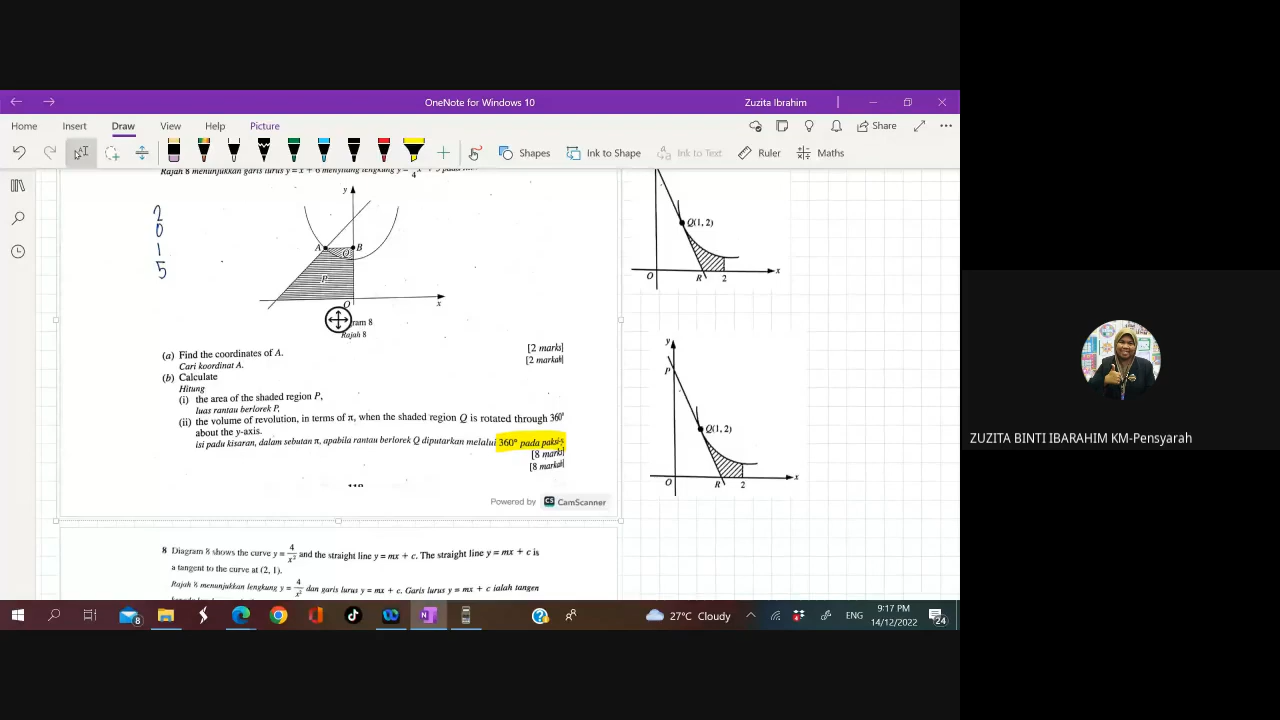 OneNote for Windows 10
Zuzita Ibrahim
Home
Insert
Draw
View
Help
Picture
Share
Shapes
Ink to Shape
Ink to Text
Ruler
Maths
Rajah 8 menunjukkan garis lurus y = x + 6
2
0
1
5
y
A
B
Q
P
O
x
ram 8
Rajah 8
(a) Find the coordinates of A.
[2 marks]
Cari koordinat A.
[2 markah]
(b) Calculate
Hitung
(i) the area of the shaded region P,
luas rantau berlorek P,
(ii) the volume of revolution, in terms of π, when the shaded region Q is rotated through 360°
about the y-axis.
isi padu kisaran, dalam sebutan π, apabila rantau berlorek Q diputarkan melalui 360° pada paksi-y.
[8 marks]
[8 markah]
Powered by CS CamScanner
8 Diagram 8 shows the curve y = 4/x² and the straight line y = mx + c. The straight line y = mx + c is
a tangent to the curve at (2, 1).
Rajah 8 menunjukkan lengkung y = 4/x² dan garis lurus y = mx + c. Garis lurus y = mx + c ialah tangen
Q(1, 2)
O
R
2
x
y
P
Q(1, 2)
O
R
2
x
ZUZITA BINTI IBARAHIM KM-Pensyarah
8
27°C Cloudy
ENG
9:17 PM
14/12/2022
24